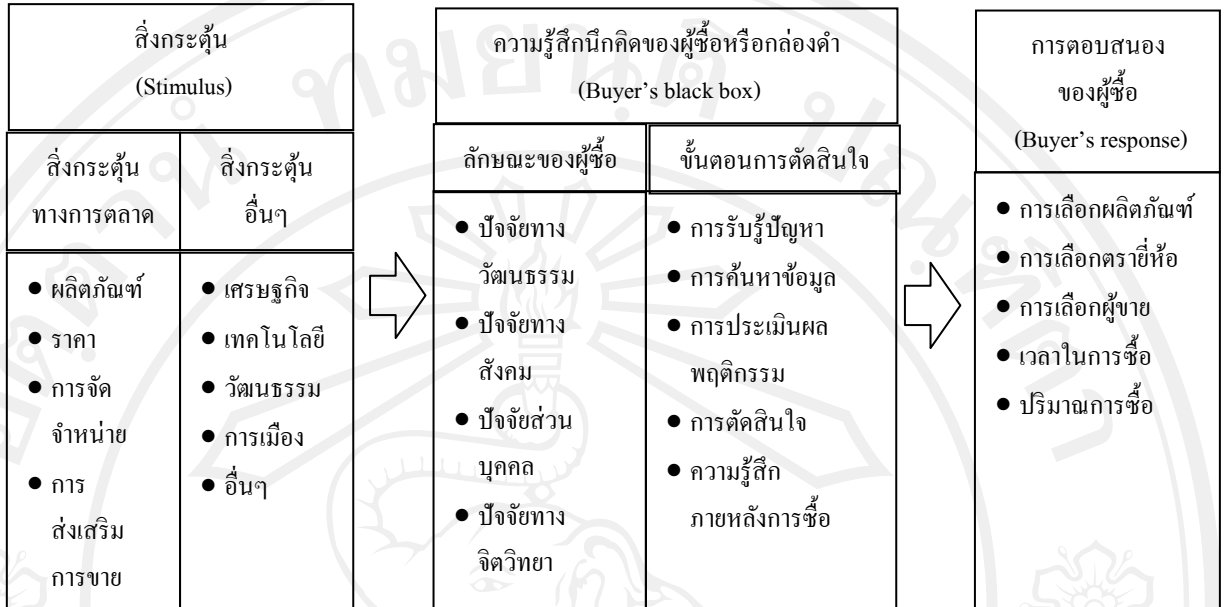 สิ่งกระตุ้น
(Stimulus)
สิ่งกระตุ้น
ทางการตลาด
สิ่งกระตุ้น
อื่นๆ
● ผลิตภัณฑ์
● ราคา
● การจัด
จำหน่าย
● การ
ส่งเสริม
การขาย
● เศรษฐกิจ
● เทคโนโลยี
● วัฒนธรรม
● การเมือง
● อื่นๆ
ความรู้สึกนึกคิดของผู้ซื้อหรือกล่องดำ
(Buyer’s black box)
ลักษณะของผู้ซื้อ
● ปัจจัยทาง
วัฒนธรรม
● ปัจจัยทาง
สังคม
● ปัจจัยส่วน
บุคคล
● ปัจจัยทาง
จิตวิทยา
ขั้นตอนการตัดสินใจ
● การรับรู้ปัญหา
● การค้นหาข้อมูล
● การประเมินผล
พฤติกรรม
● การตัดสินใจ
● ความรู้สึก
ภายหลังการซื้อ
การตอบสนอง
ของผู้ซื้อ
(Buyer’s response)
● การเลือกผลิตภัณฑ์
● การเลือกตรายี่ห้อ
● การเลือกผู้ขาย
● เวลาในการซื้อ
● ปริมาณการซื้อ